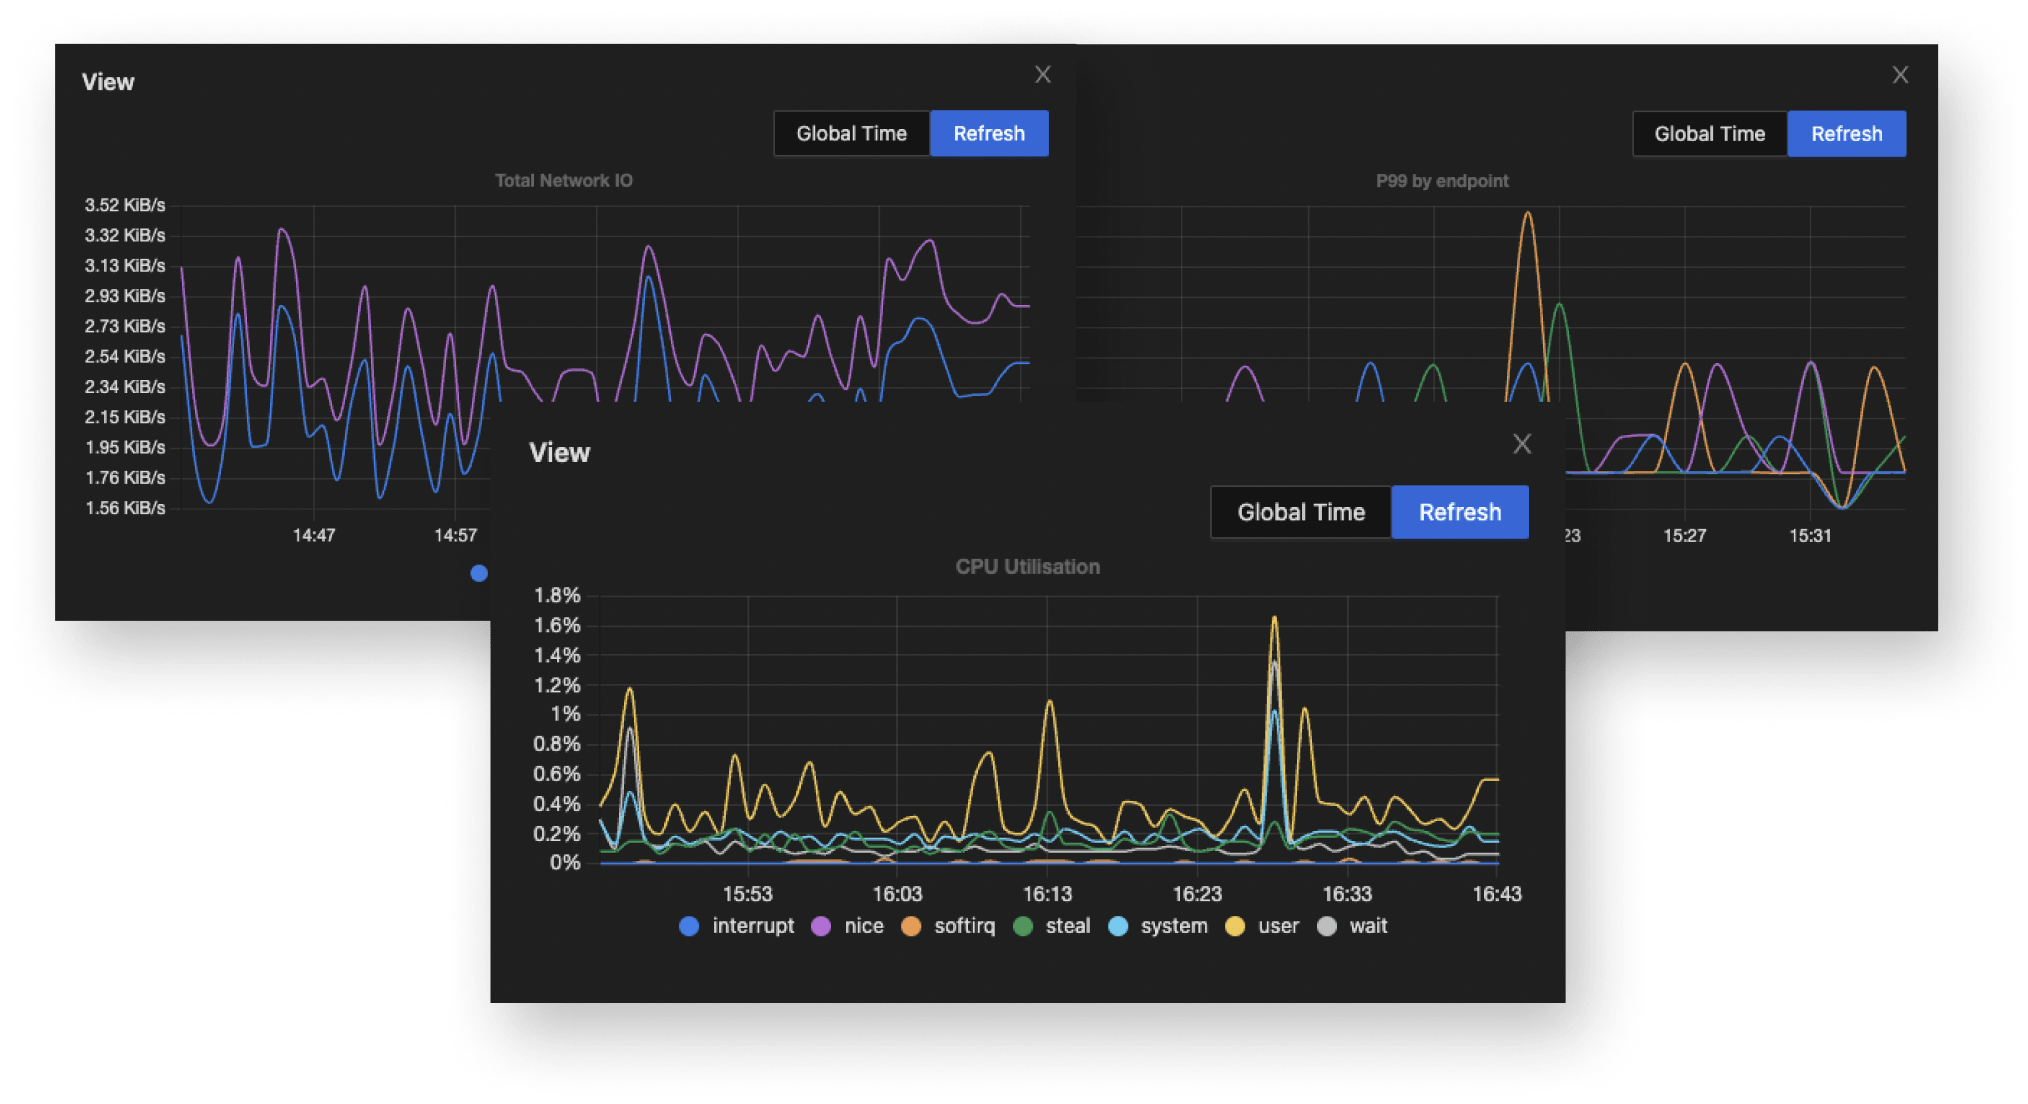 View
X
Global Time
Refresh
Total Network IO
3.52 KiB/s
3.32 KiB/s
3.13 KiB/s
2.93 KiB/s
2.73 KiB/s
2.54 KiB/s
2.34 KiB/s
2.15 KiB/s
1.95 KiB/s
1.76 KiB/s
1.56 KiB/s
14:47 14:57
X
Global Time
Refresh
P99 by endpoint
23 15:27 15:31
View
X
Global Time
Refresh
CPU Utilisation
1.8%
1.6%
1.4%
1.2%
1%
0.8%
0.6%
0.4%
0.2%
0%
15:53 16:03 16:13 16:23 16:33 16:43
interrupt nice softirq steal system user wait